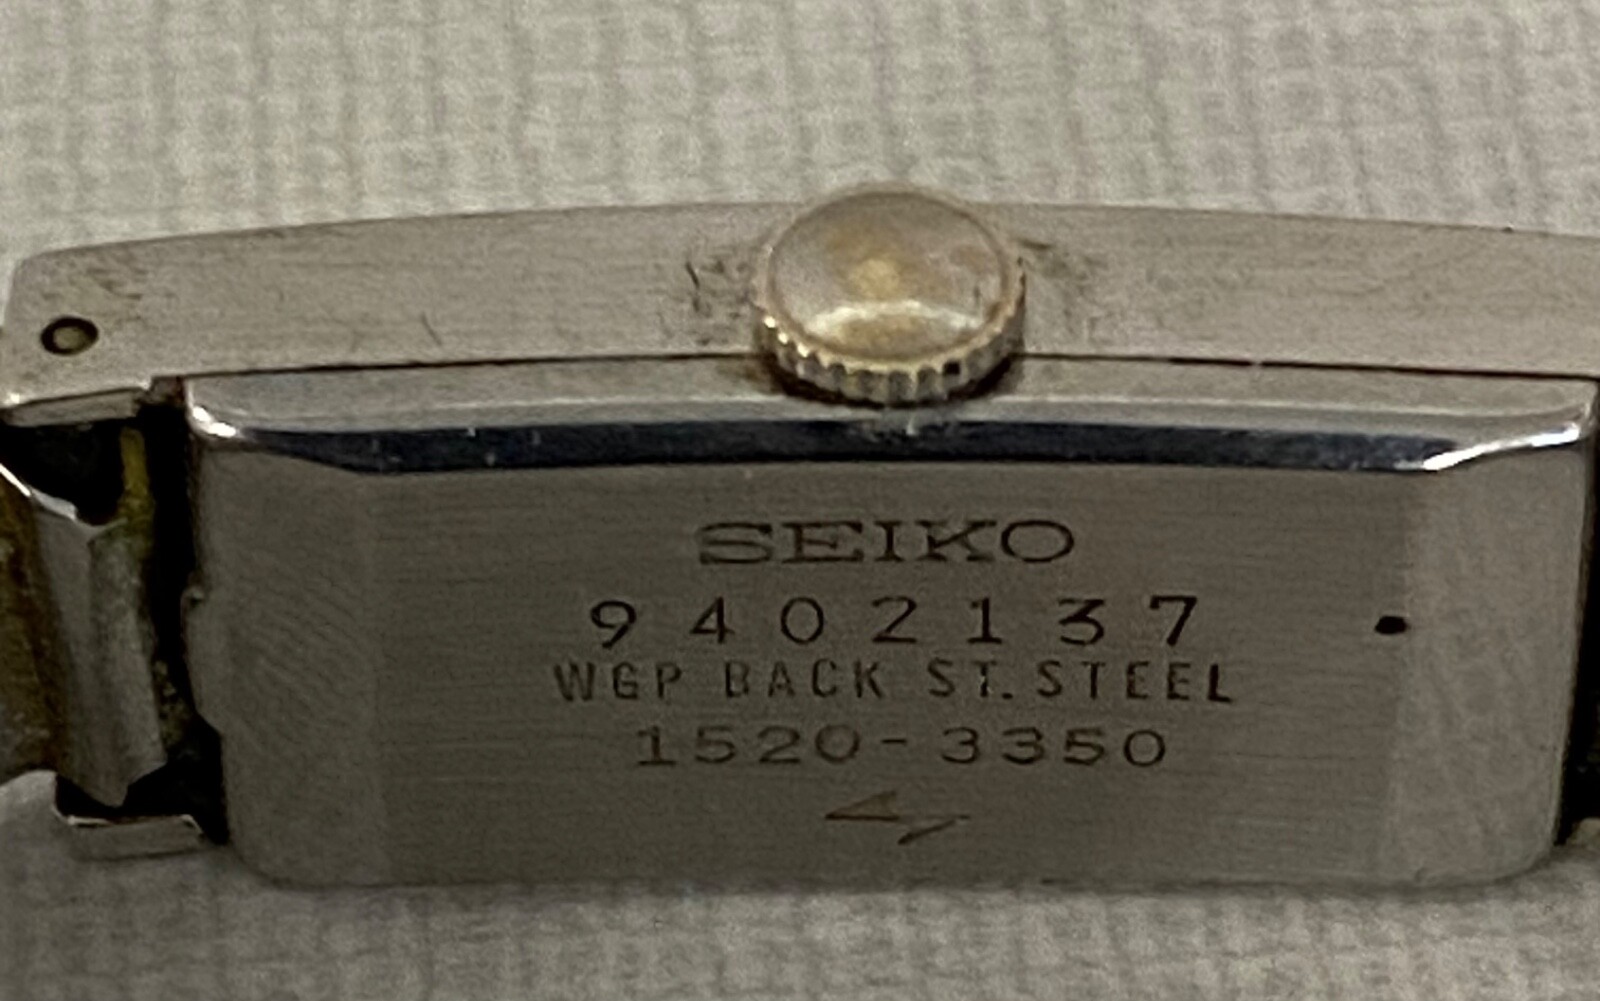 SEIKO
9402137
WGP BACK ST. STEEL
1520-3350